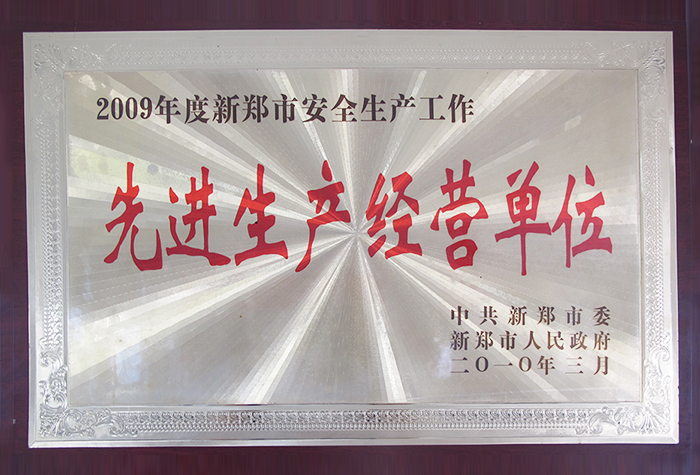 2009年度新郑市安全生产工作
先进生产经营单位
中共新郑市委
新郑市人民政府
二〇一〇年三月